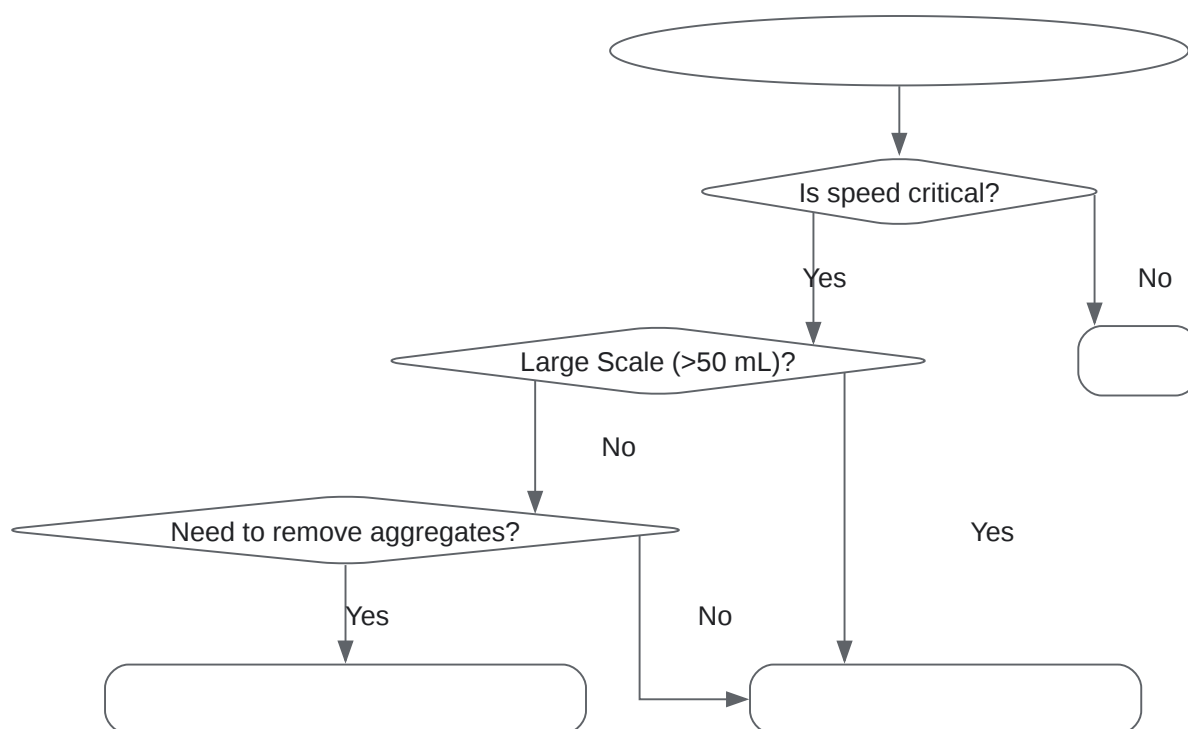 Is speed critical?
Yes
No
Large Scale (>50 mL)?
No
Need to remove aggregates?
Yes
Yes
No